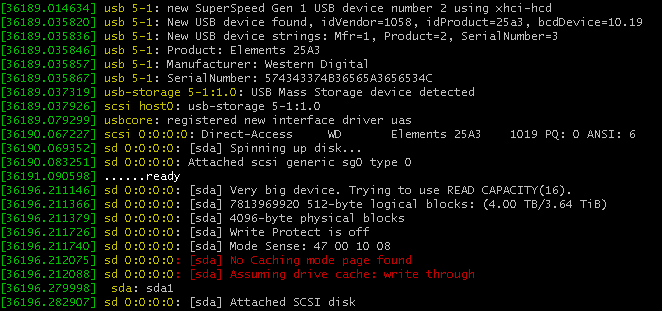 [36189.014634] usb 5-1: new SuperSpeed Gen 1 USB device number 2 using xhci-hcd
[36189.035820] usb 5-1: New USB device found, idVendor=1058, idProduct=25a3, bcdDevice=10.19
[36189.035836] usb 5-1: New USB device strings: Mfr=1, Product=2, SerialNumber=3
[36189.035846] usb 5-1: Product: Elements 25A3
[36189.035857] usb 5-1: Manufacturer: Western Digital
[36189.035867] usb 5-1: SerialNumber: 574343374B36565A3656534C
[36189.037319] usb-storage 5-1:1.0: USB Mass Storage device detected
[36189.037926] scsi host0: usb-storage 5-1:1.0
[36189.079299] usbcore: registered new interface driver uas
[36190.067227] scsi 0:0:0:0: Direct-Access     WD       Elements 25A3    1019 PQ: 0 ANSI: 6
[36190.069352] sd 0:0:0:0: [sda] Spinning up disk...
[36190.083251] sd 0:0:0:0: Attached scsi generic sg0 type 0
[36191.090598] ......ready
[36196.211146] sd 0:0:0:0: [sda] Very big device. Trying to use READ CAPACITY(16).
[36196.211366] sd 0:0:0:0: [sda] 7813969920 512-byte logical blocks: (4.00 TB/3.64 TiB)
[36196.211379] sd 0:0:0:0: [sda] 4096-byte physical blocks
[36196.211726] sd 0:0:0:0: [sda] Write Protect is off
[36196.211740] sd 0:0:0:0: [sda] Mode Sense: 47 00 10 08
[36196.212075] sd 0:0:0:0: [sda] No Caching mode page found
[36196.212088] sd 0:0:0:0: [sda] Assuming drive cache: write through
[36196.279998]  sda: sda1
[36196.282907] sd 0:0:0:0: [sda] Attached SCSI disk